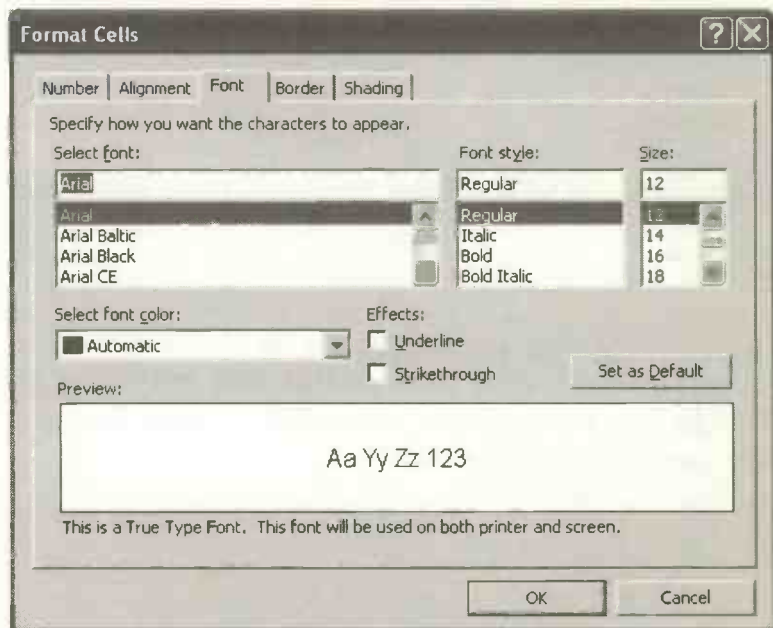 Format Cells
Number Alignment Font Border Shading
Specify how you want the characters to appear.
Select font: Font style: Size:
Arial Regular 12
Arial Regular 12
Arial Baltic Italic 14
Arial Black Bold 16
Arial CE Bold Italic 18
Select font color: Effects:
Automatic Underline
Strikethrough Set as Default
Preview:
Aa Yy Zz 123
This is a True Type Font. This font will be used on both printer and screen.
OK Cancel